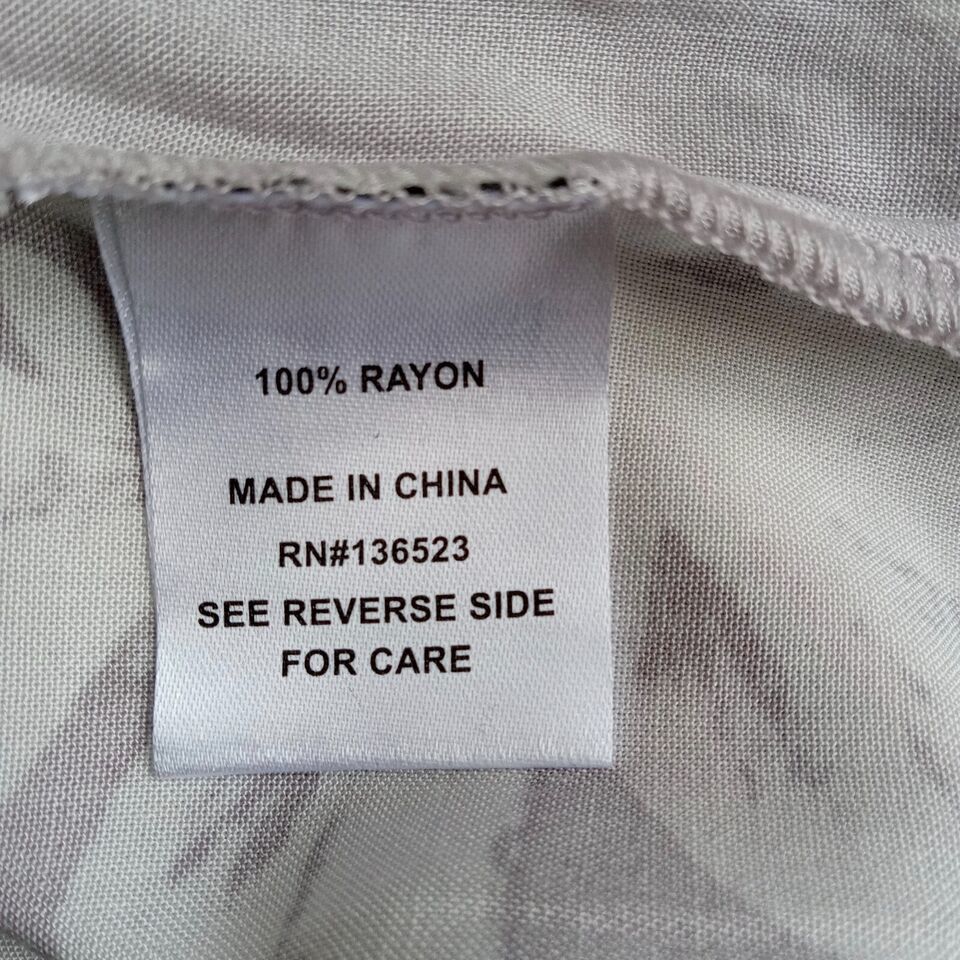 100% RAYON
MADE IN CHINA
RN#136523
SEE REVERSE SIDE
FOR CARE